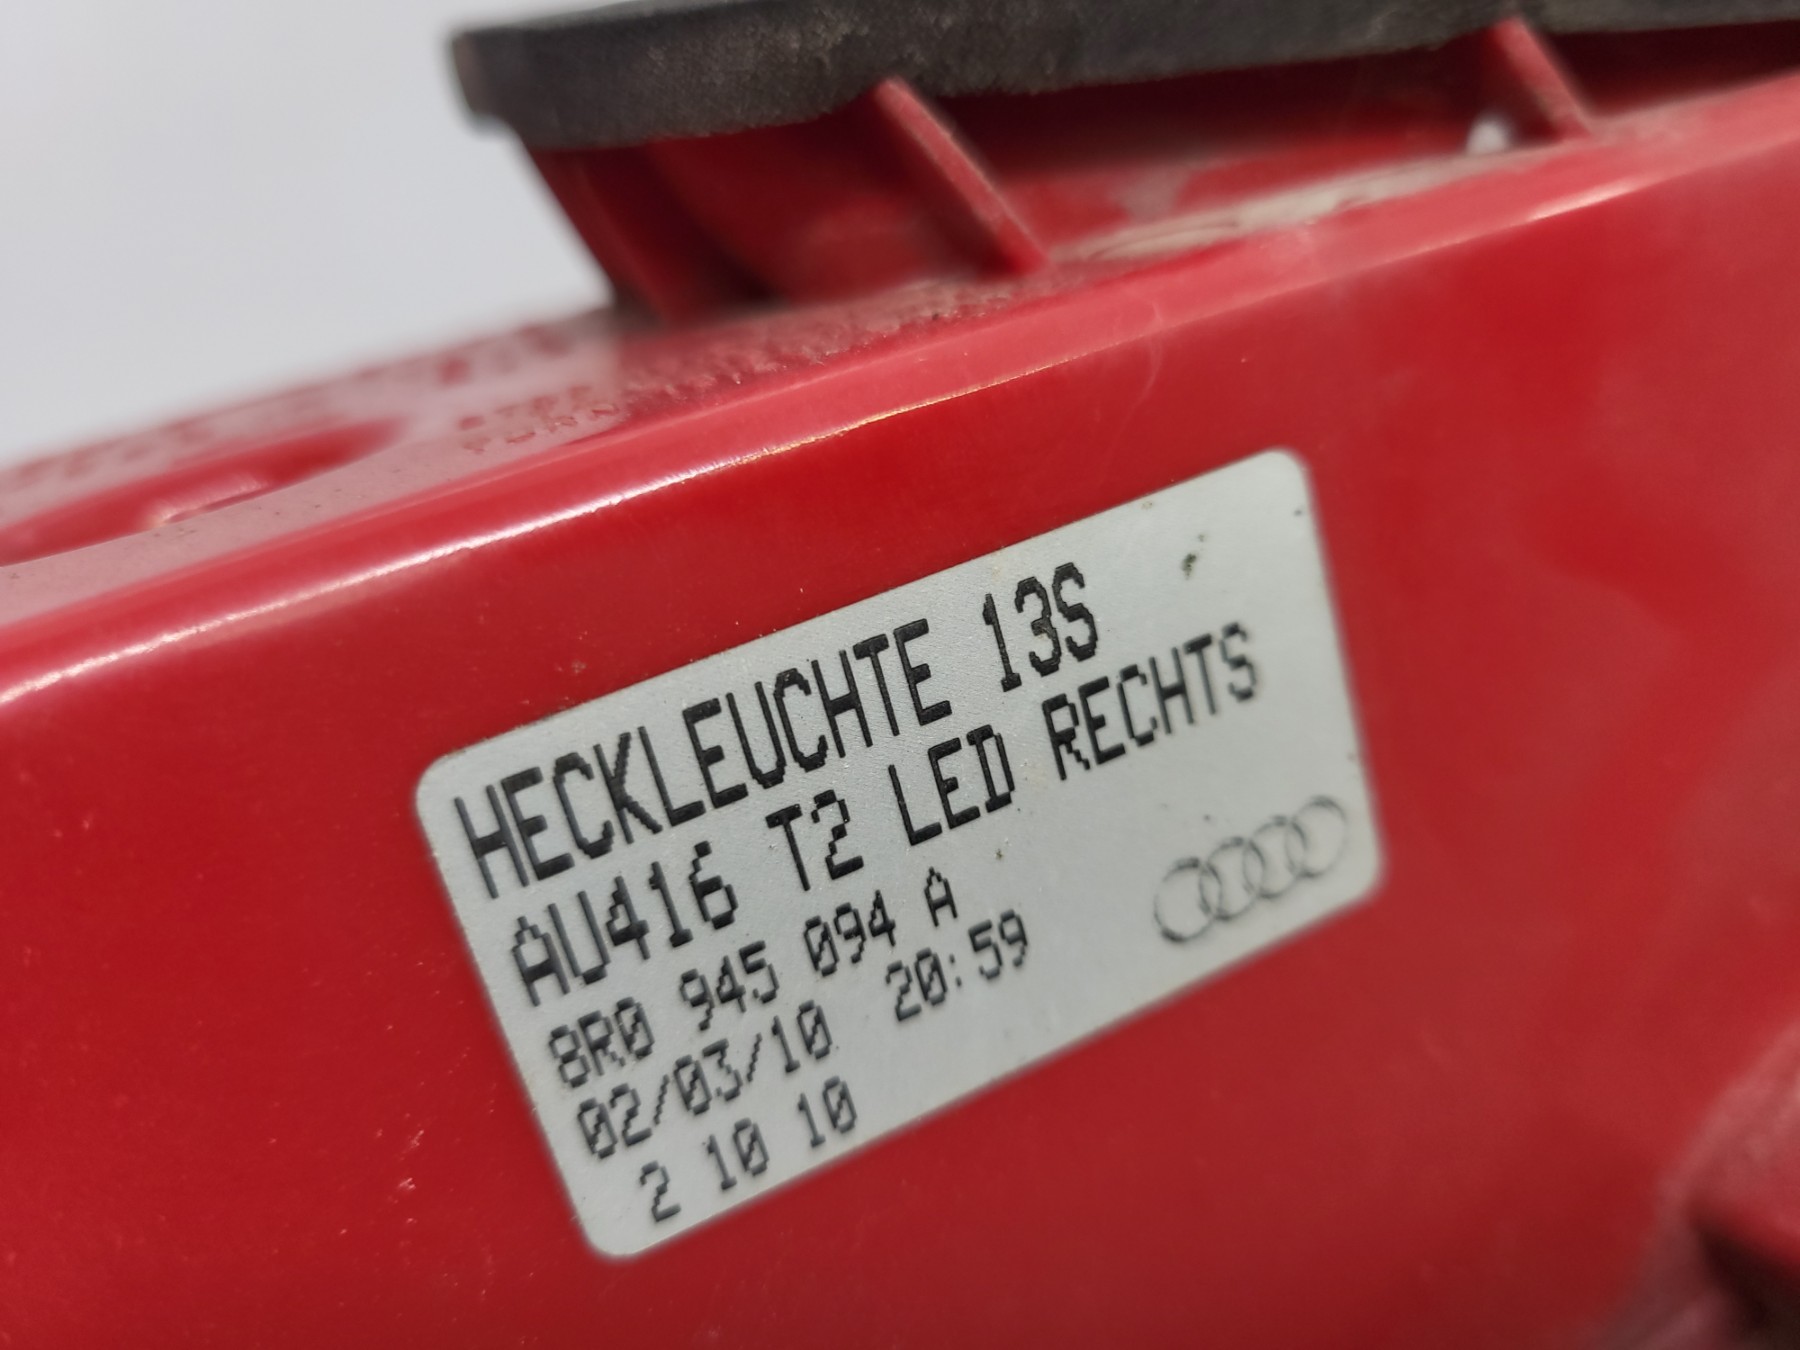 HECKLEUCHTE 13S
AU416 T2 LED RECHTS
8R0 945 094 A
02/03/10 20:59
2 10 10